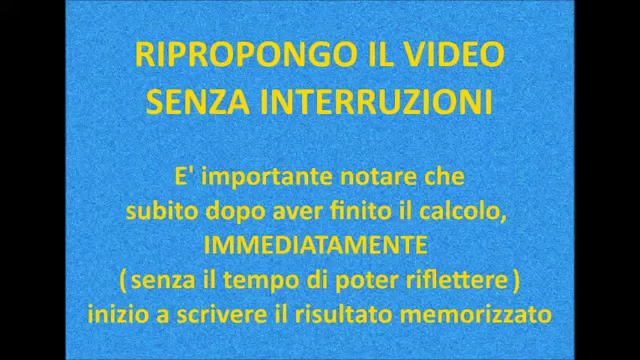 RIPROPONGO IL VIDEO
SENZA INTERRUZIONI
E' importante notare che
subito dopo aver finito il calcolo,
IMMEDIATAMENTE
( senza il tempo di poter riflettere )
inizio a scrivere il risultato memorizzato